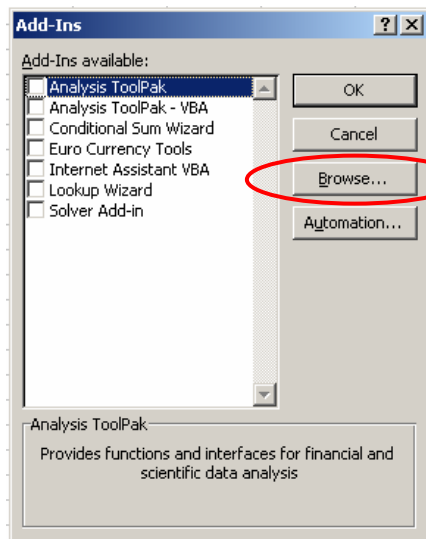 Add-Ins
Add-Ins available:
Analysis ToolPak
Analysis ToolPak - VBA
Conditional Sum Wizard
Euro Currency Tools
Internet Assistant VBA
Lookup Wizard
Solver Add-in
OK
Cancel
Browse...
Automation...
Analysis ToolPak
Provides functions and interfaces for financial and
scientific data analysis